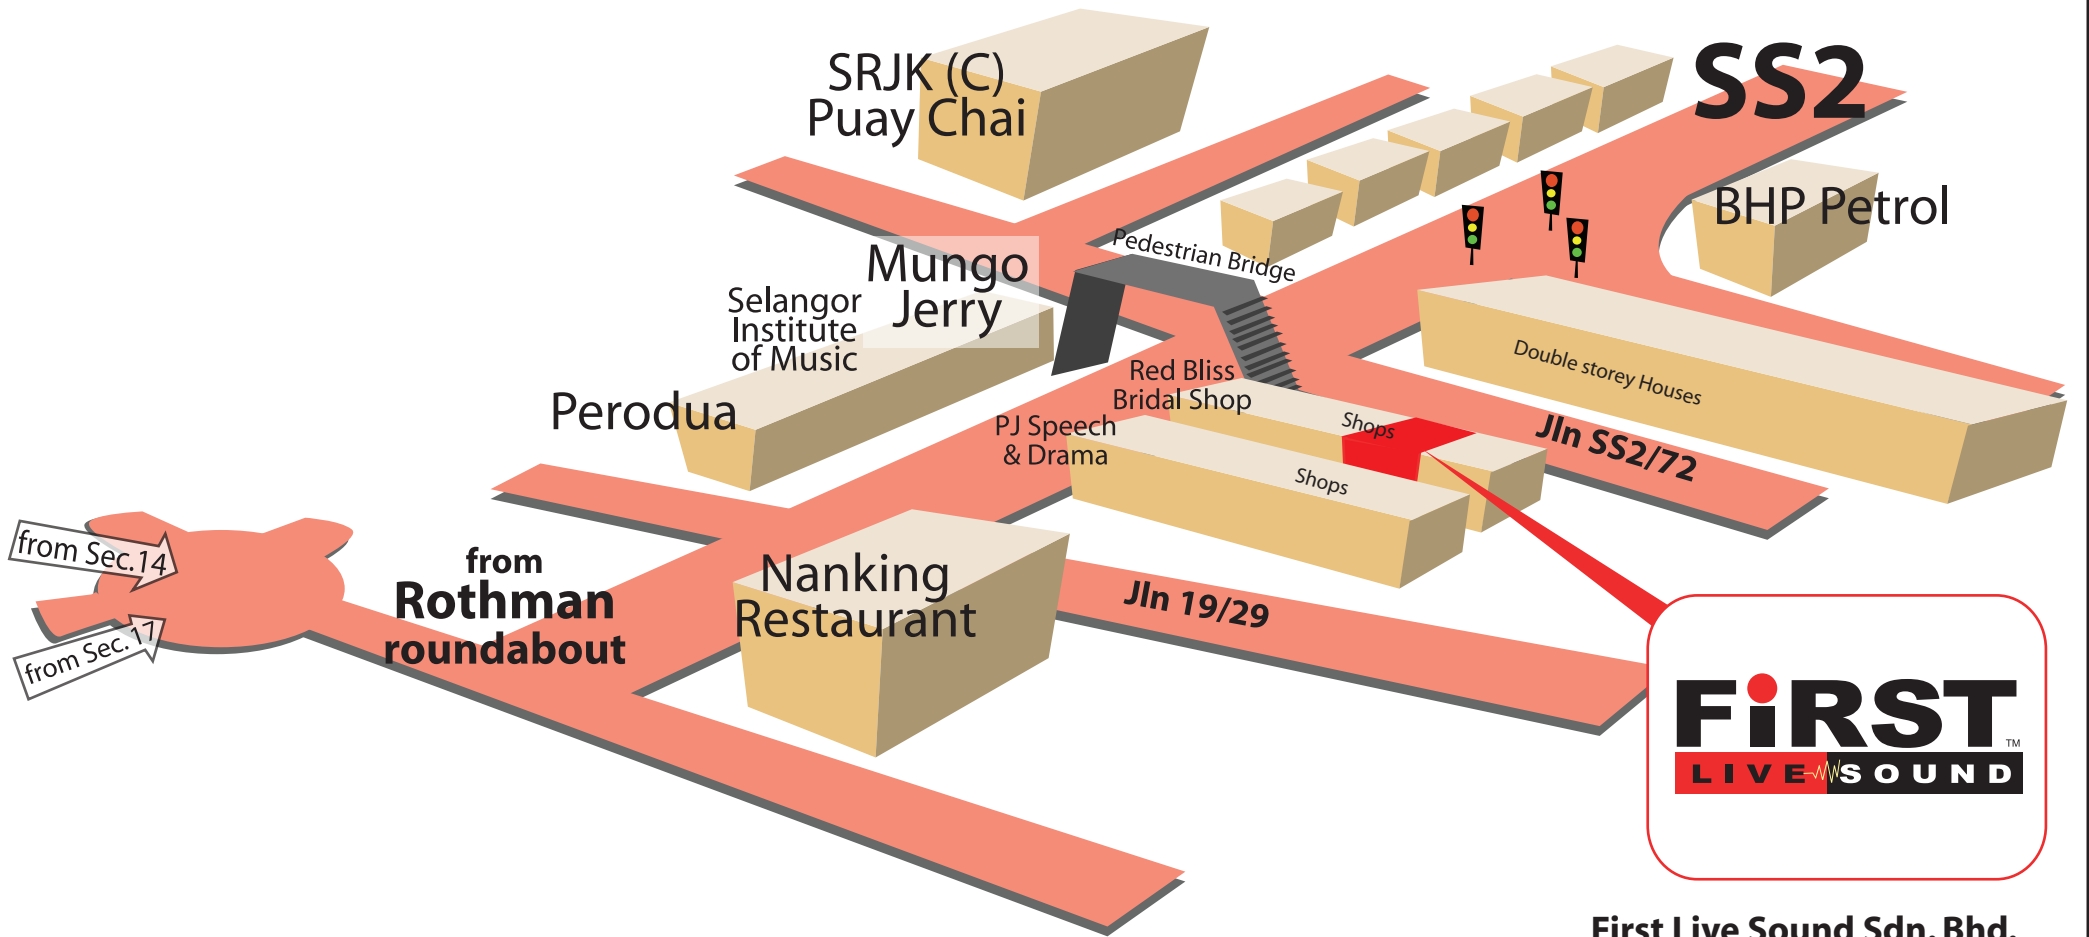 SRJK (C)
Puay Chai
SS2
BHP Petrol
Pedestrian Bridge
Mungo
Jerry
Selangor
Institute
of Music
Perodua
Double storey Houses
Red Bliss
Bridal Shop
Shops
PJ Speech
& Drama
Shops
Jln SS2/72
from Sec.14
from Sec. 17
from
Rothman
roundabout
Nanking
Restaurant
Jln 19/29
FiRST
TM
LIVE SOUND
First Live Sound Sdn. Bhd.